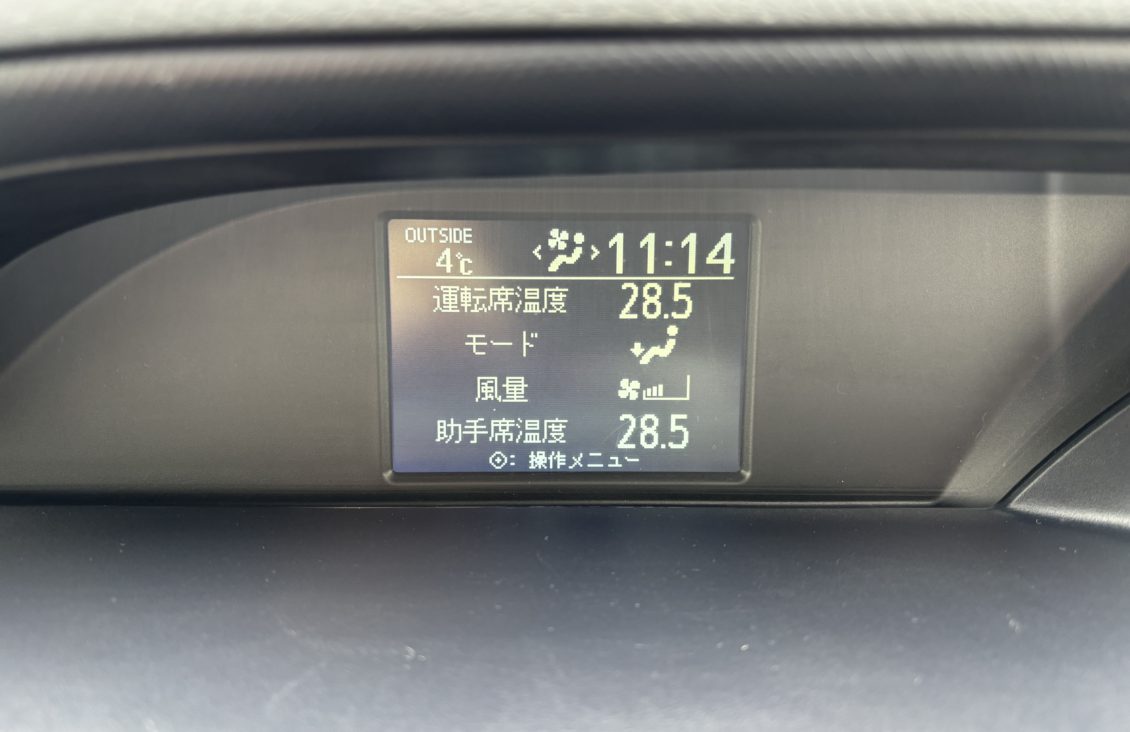 OUTSIDE
4℃ < > 11:14
運転席温度 28.5
モード
風量
助手席温度 28.5
: 操作メニュー